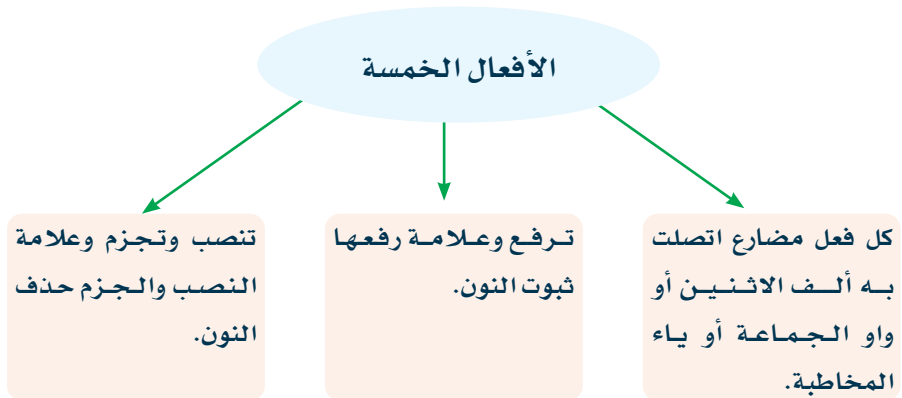 الأفعال الخمسة
كل فعل مضارع اتصلت
به ألف الاثنين أو
واو الجماعة أو ياء
المخاطبة.
ترفع وعلامة رفعها
ثبوت النون.
تنصب وتجزم وعلامة
النصب والجزم حذف
النون.